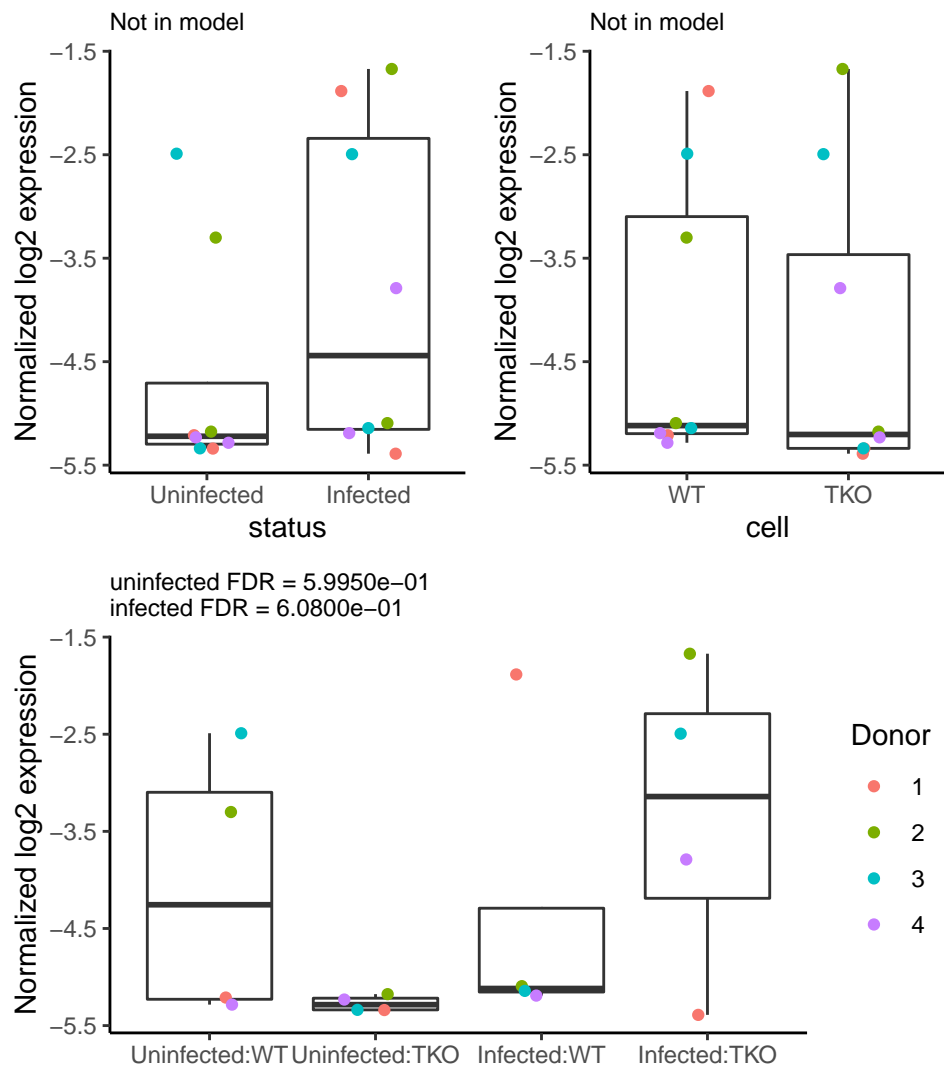 Not in model
−1.5
−2.5
−3.5
−4.5
−5.5
Normalized log2 expression
Uninfected Infected
status
Not in model
−1.5
−2.5
−3.5
−4.5
−5.5
Normalized log2 expression
WT TKO
cell
uninfected FDR = 5.9950e−01
infected FDR = 6.0800e−01
−1.5
−2.5
−3.5
−4.5
−5.5
Normalized log2 expression
Uninfected:WT Uninfected:TKO Infected:WT Infected:TKO
Donor
1
2
3
4